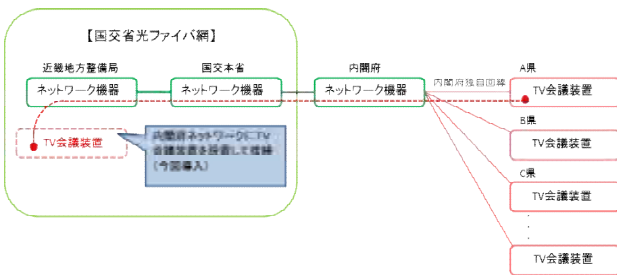 【国交省光ファイバ網】
近畿地方整備局
国交本省
内閣府
A県
ネットワーク機器
ネットワーク機器
ネットワーク機器
内閣府独自回線
TV会議装置
B県
TV会議装置
TV会議装置
内閣府ネットワークにTV
会議装置を設置して接続
(今回導入)
C県
TV会議装置
TV会議装置